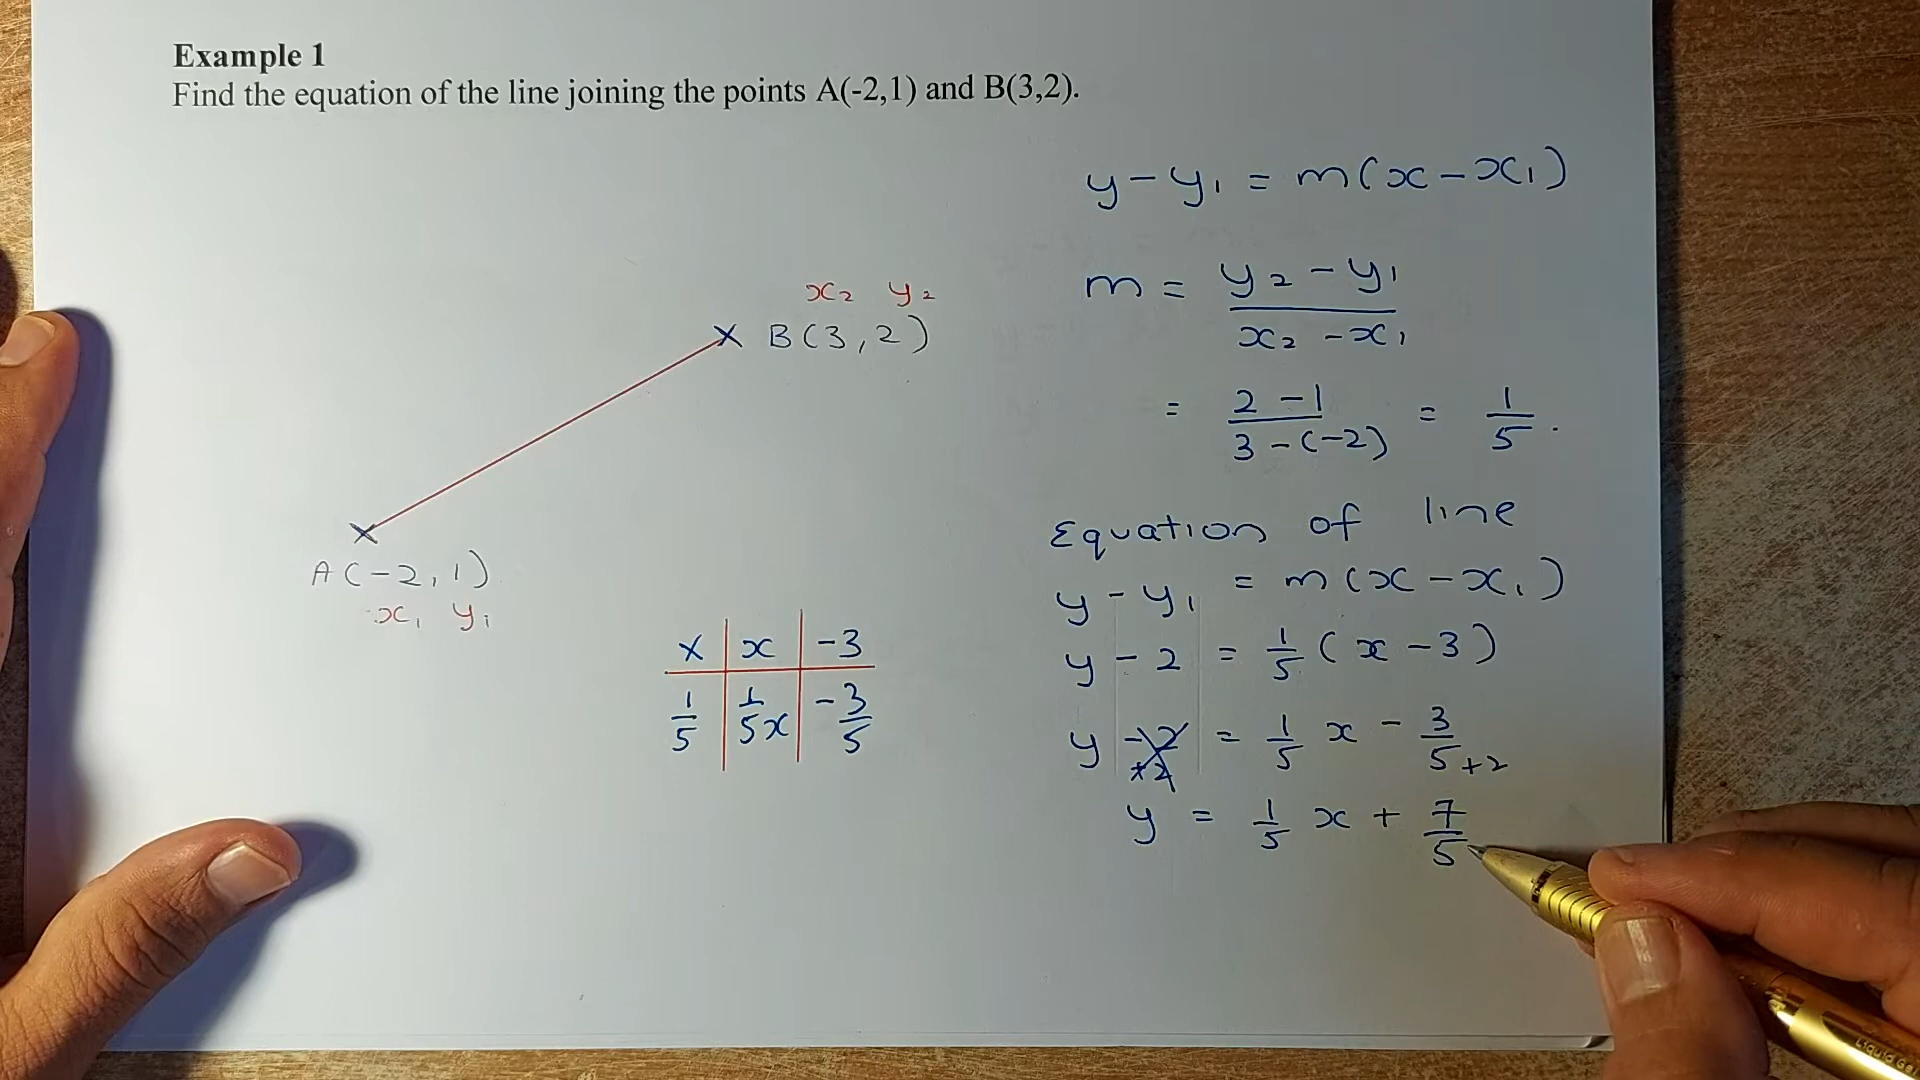 Example 1
Find the equation of the line joining the points A(-2,1) and B(3,2).
x₂ y₂
B(3,2)
A(-2,1)
x₁ y₁
× | x | -3
1/5 | 1/5x | -3/5
y-y₁ = m(x-x₁)
m = y₂-y₁/x₂-x₁
= 2-1/3-(-2) = 1/5.
Equation of line
y-y₁ = m(x-x₁)
y-2 = 1/5(x-3)
y -2 +2 = 1/5 x - 3/5 +2
y = 1/5 x + 7/5